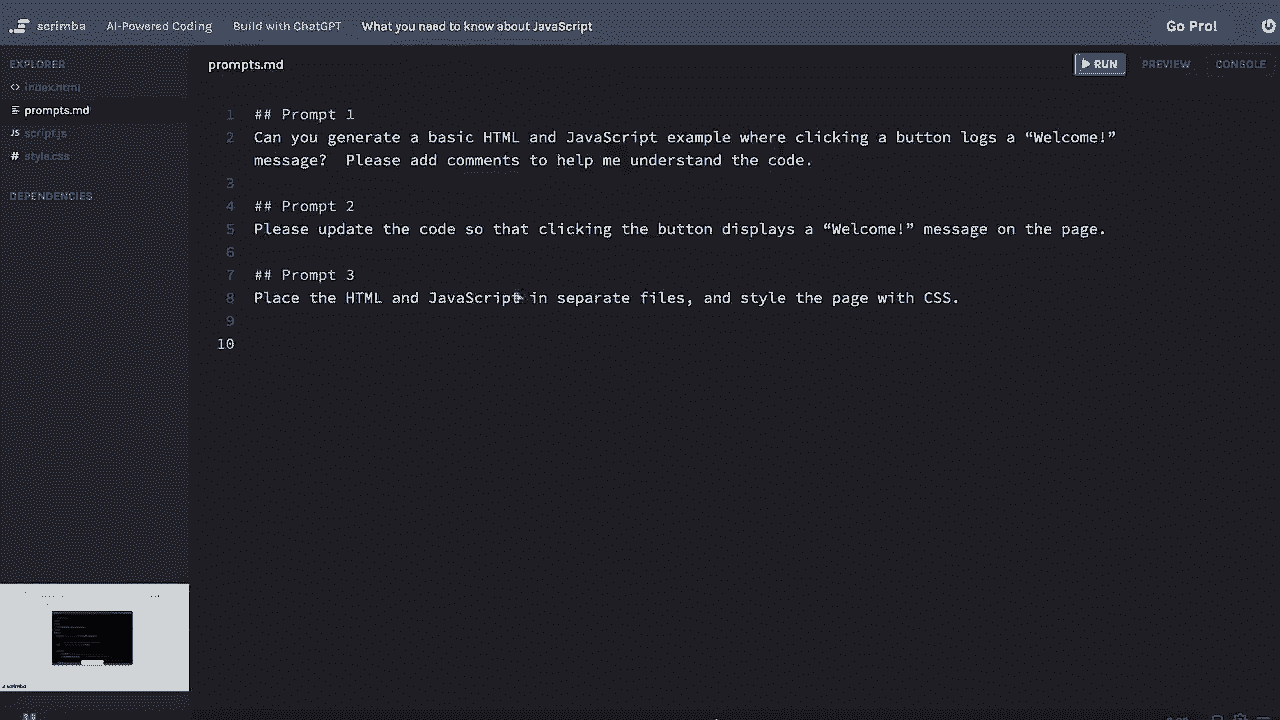 scrimba AI-Powered Coding Build with ChatGPT What you need to know about JavaScript Go Pro!
EXPLORER
index.html
prompts.md
JS script.js
# style.css
DEPENDENCIES
prompts.md
RUN PREVIEW CONSOLE
1 ## Prompt 1
2 Can you generate a basic HTML and JavaScript example where clicking a button logs a “Welcome!”
message?  Please add comments to help me understand the code.
3
4 ## Prompt 2
5 Please update the code so that clicking the button displays a “Welcome!” message on the page.
6
7 ## Prompt 3
8 Place the HTML and JavaScript in separate files, and style the page with CSS.
9
10
scrimba